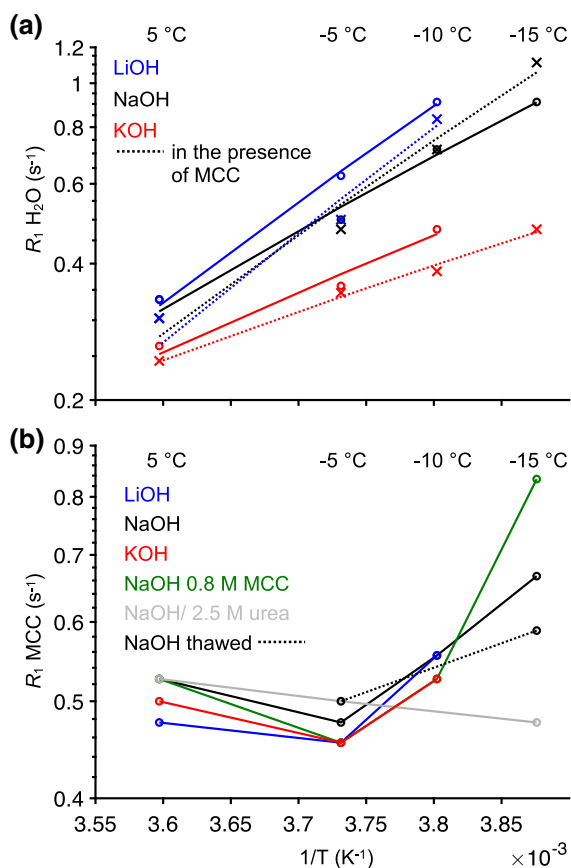 (a)
5 °C -5 °C -10 °C -15 °C
1.2
1
0.8
0.6
0.4
0.2
R₁ H₂O (s⁻¹)
LiOH
NaOH
KOH
in the presence
of MCC
(b)
5 °C -5 °C -10 °C -15 °C
0.9
0.8
0.7
0.6
0.5
0.4
R₁ MCC (s⁻¹)
LiOH
NaOH
KOH
NaOH 0.8 M MCC
NaOH/ 2.5 M urea
NaOH thawed
3.55 3.6 3.65 3.7 3.75 3.8 3.85
1/T (K⁻¹) × 10⁻³